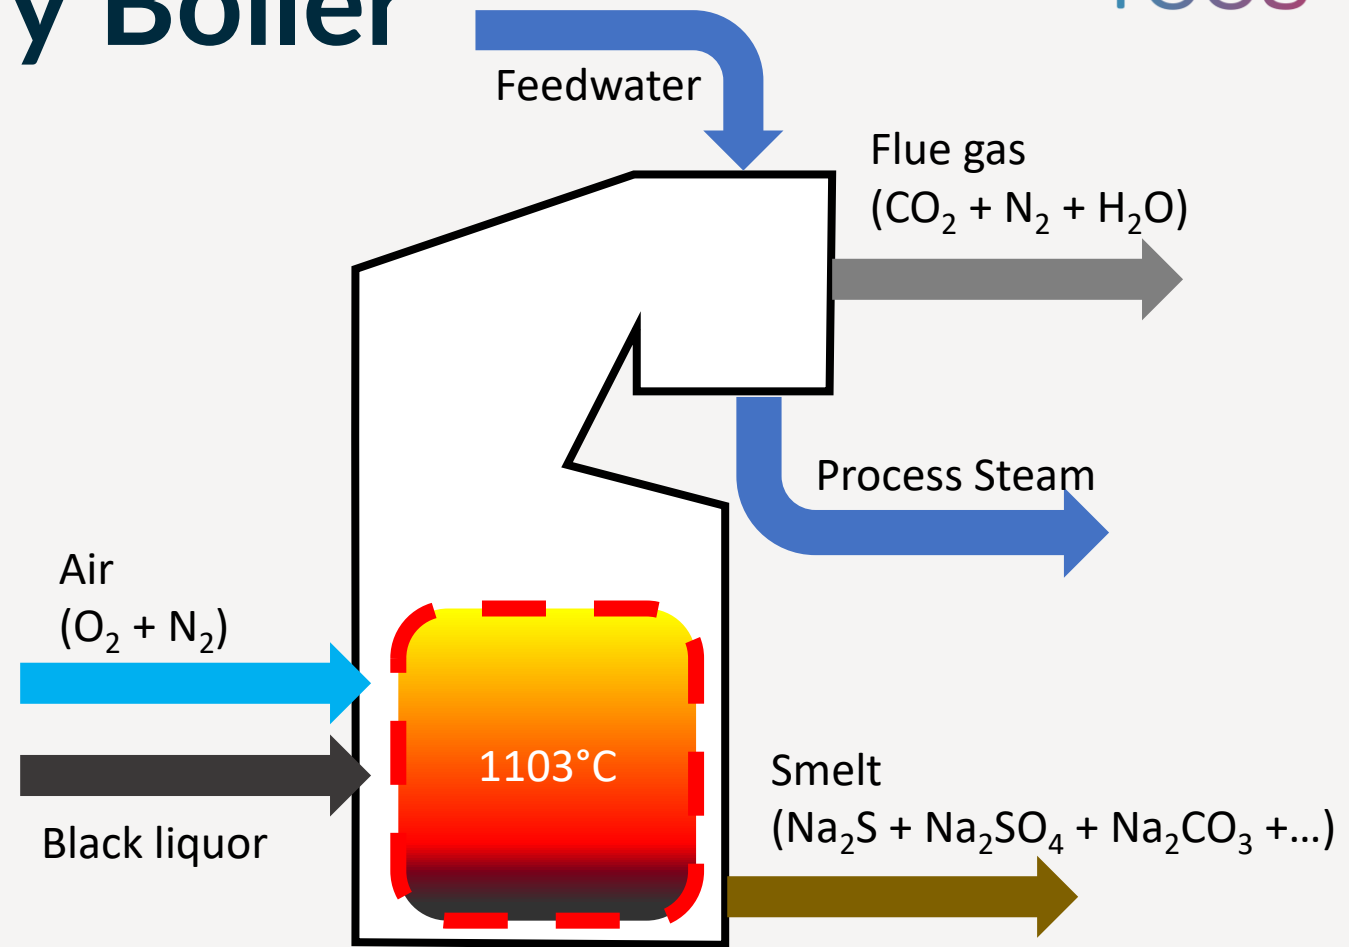 y Boiler
Feedwater
Flue gas
(CO₂ + N₂ + H₂O)
Process Steam
Air
(O₂ + N₂)
1103°C
Black liquor
Smelt
(Na₂S + Na₂SO₄ + Na₂CO₃ +...)